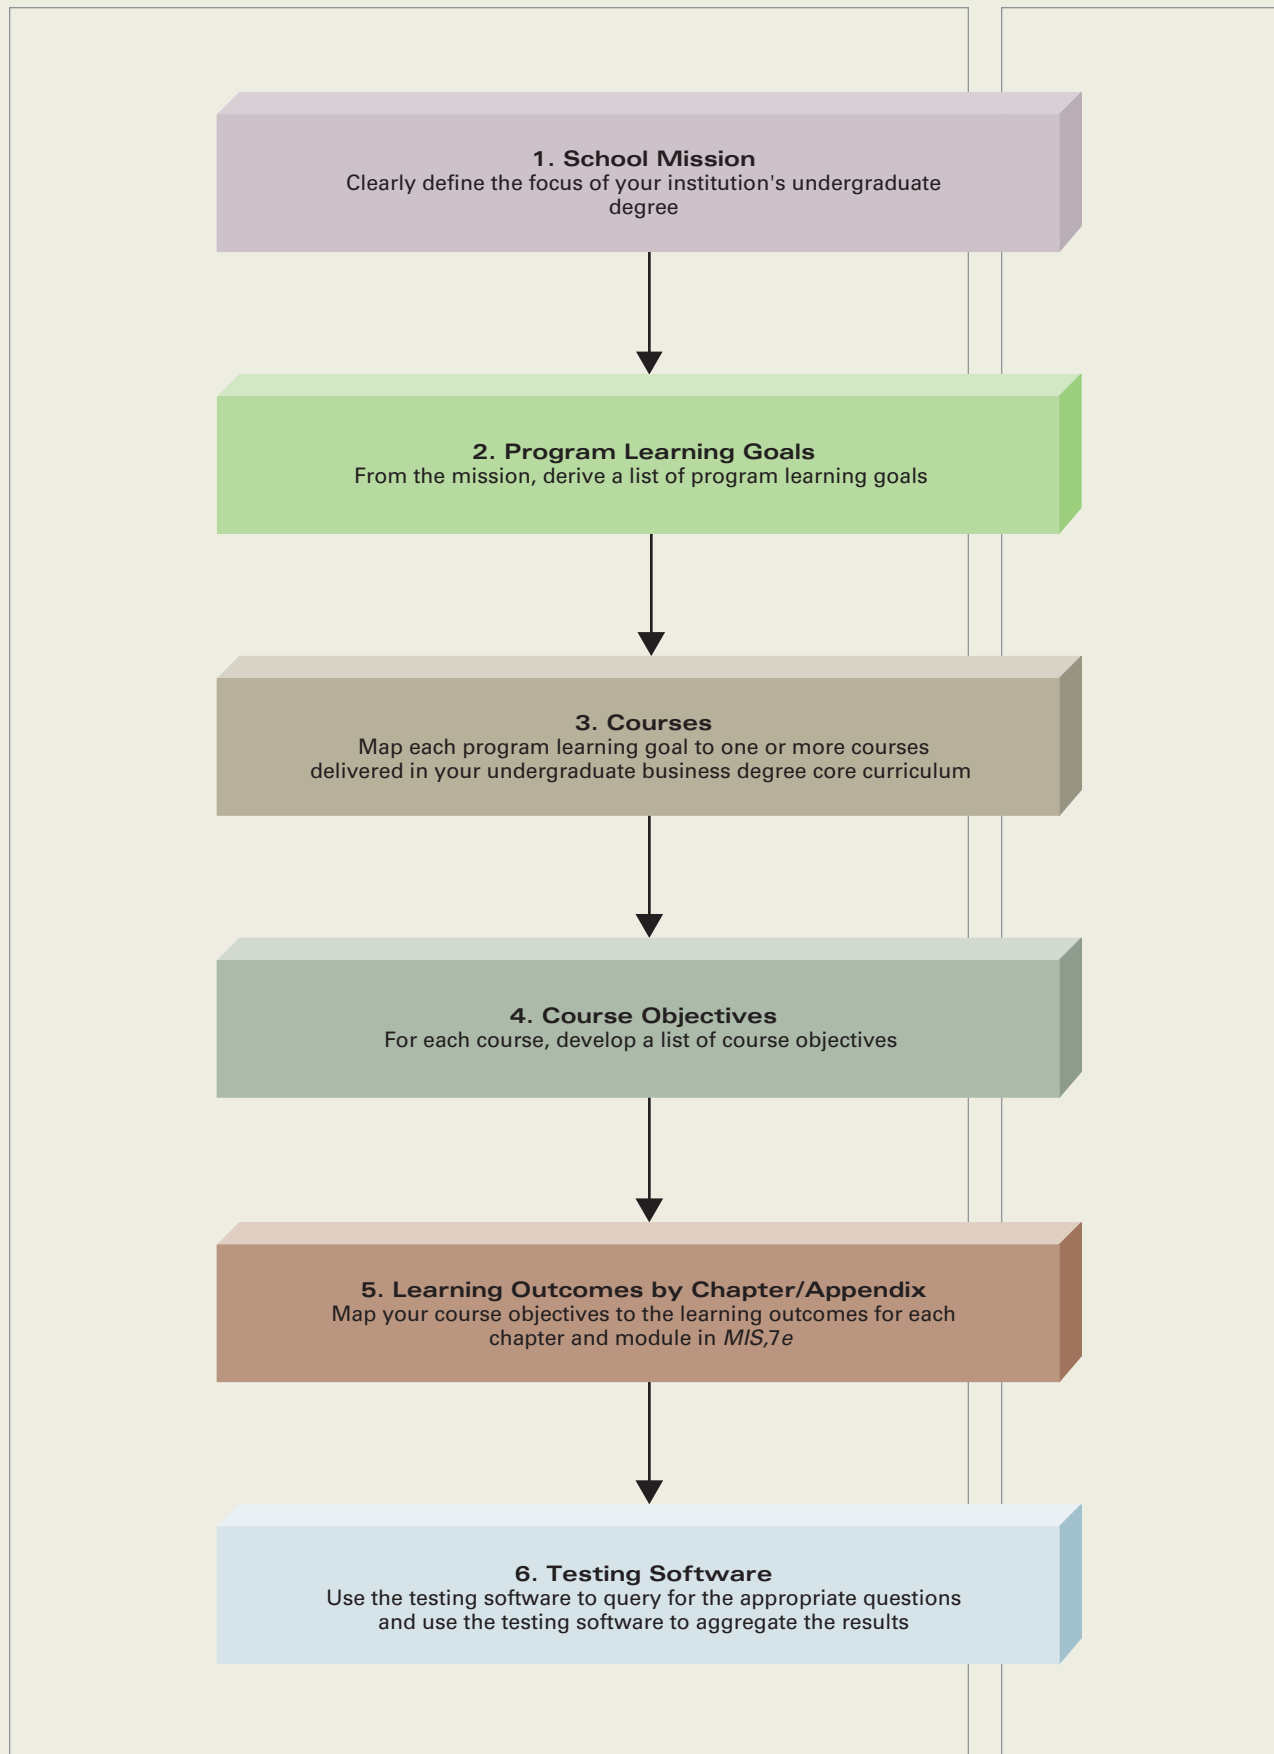 1. School Mission
Clearly define the focus of your institution's undergraduate
degree
2. Program Learning Goals
From the mission, derive a list of program learning goals
3. Courses
Map each program learning goal to one or more courses
delivered in your undergraduate business degree core curriculum
4. Course Objectives
For each course, develop a list of course objectives
5. Learning Outcomes by Chapter/Appendix
Map your course objectives to the learning outcomes for each
chapter and module in MIS,7e
6. Testing Software
Use the testing software to query for the appropriate questions
and use the testing software to aggregate the results